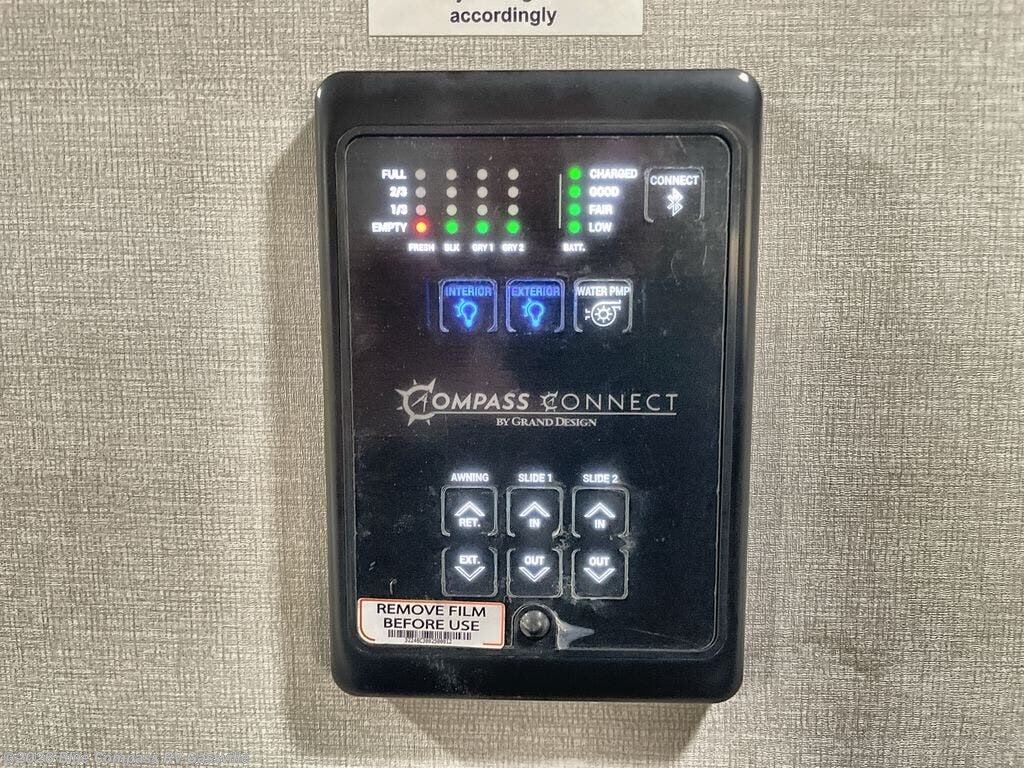 accordingly
FULL
2/3
1/3
EMPTY
FRESH BLK GRY 1 GRY 2
CHARGED
GOOD
FAIR
LOW
BATT.
CONNECT
INTERIOR EXTERIOR WATER PMP
COMPASS CONNECT
BY GRAND DESIGN
AWNING SLIDE 1 SLIDE 2
RET. IN IN
EXT. OUT OUT
REMOVE FILM
BEFORE USE